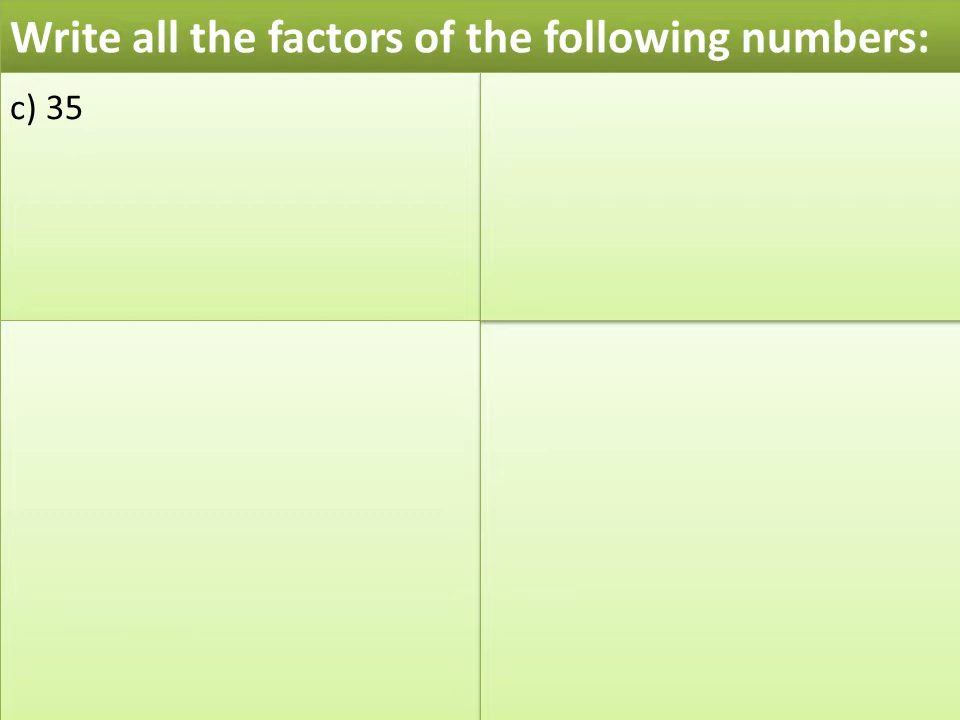 Write all the factors of the following numbers:
c) 35